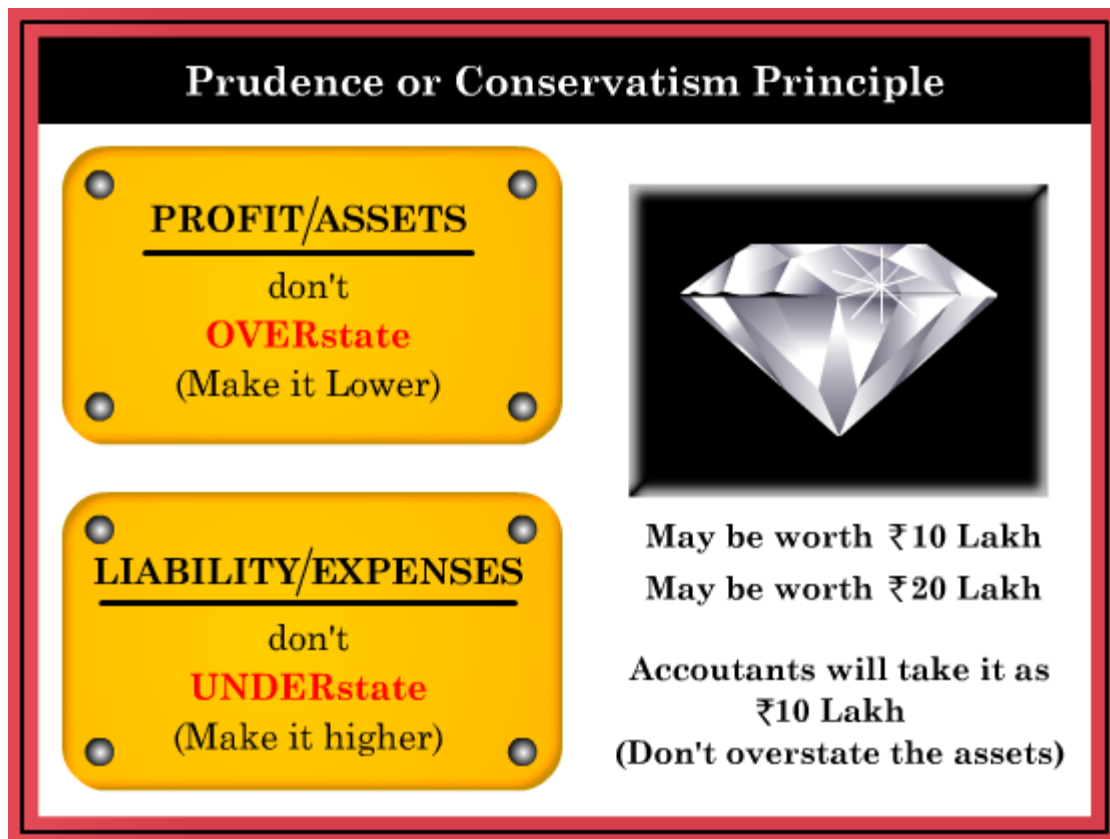 Prudence or Conservatism Principle
PROFIT/ASSETS
don't
OVERstate
(Make it Lower)
LIABILITY/EXPENSES
don't
UNDERstate
(Make it higher)
May be worth ₹10 Lakh
May be worth ₹20 Lakh
Accoutants will take it as
₹10 Lakh
(Don't overstate the assets)